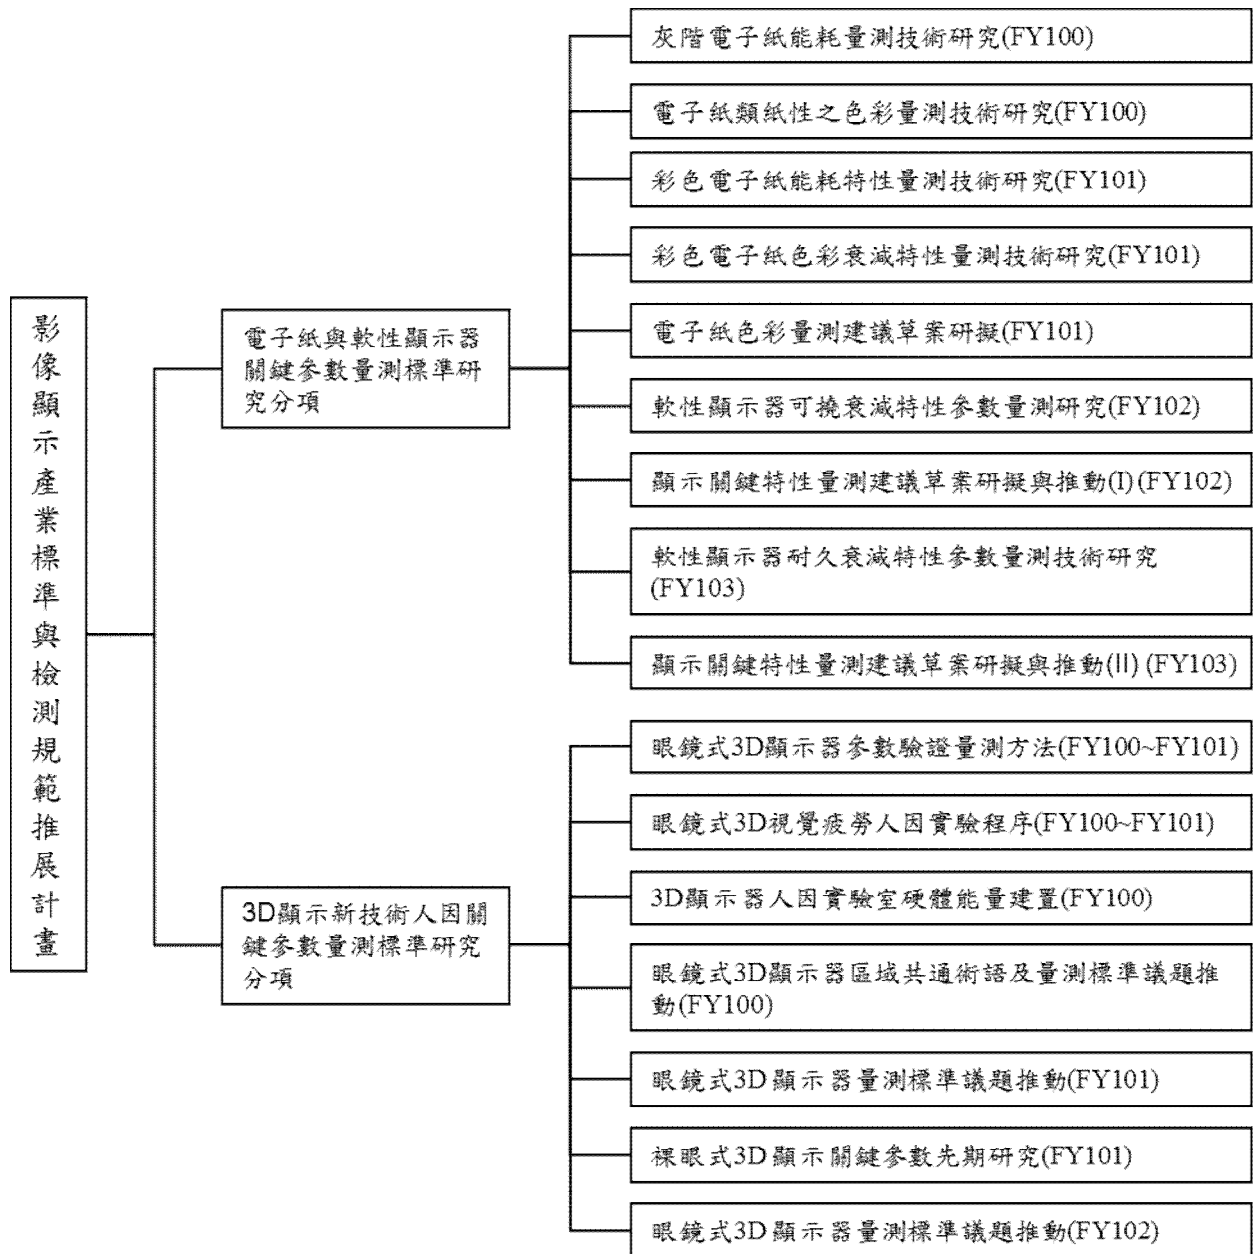 影像顯示產業標準與檢測規範推展計畫
電子紙與軟性顯示器
關鍵參數量測標準研
究分項
灰階電子紙能耗量測技術研究(FY100)
電子紙類紙性之色彩量測技術研究(FY100)
彩色電子紙能耗特性量測技術研究(FY101)
彩色電子紙色彩衰減特性量測技術研究(FY101)
電子紙色彩量測建議草案研擬(FY101)
軟性顯示器可撓衰減特性參數量測研究(FY102)
顯示關鍵特性量測建議草案研擬與推動(I) (FY102)
軟性顯示器耐久衰減特性參數量測技術研究
(FY103)
顯示關鍵特性量測建議草案研擬與推動(II) (FY103)
3D顯示新技術人因關
鍵參數量測標準研究
分項
眼鏡式3D顯示器參數驗證量測方法(FY100~FY101)
眼鏡式3D視覺疲勞人因實驗程序(FY100~FY101)
3D顯示器人因實驗室硬體能量建置(FY100)
眼鏡式3D顯示器區域共通術語及量測標準議題推
動(FY100)
眼鏡式3D顯示器量測標準議題推動(FY101)
裸眼式3D顯示關鍵參數先期研究(FY101)
眼鏡式3D顯示器量測標準議題推動(FY102)